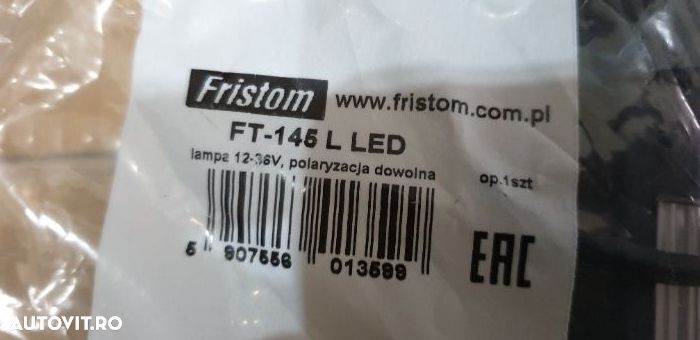 Fristom www.fristom.com.pl
FT-145 L LED
lampa 12-36V, polaryzacja dowolna op.1szt
5 907556 013599
EAC
AUTOVIT.RO